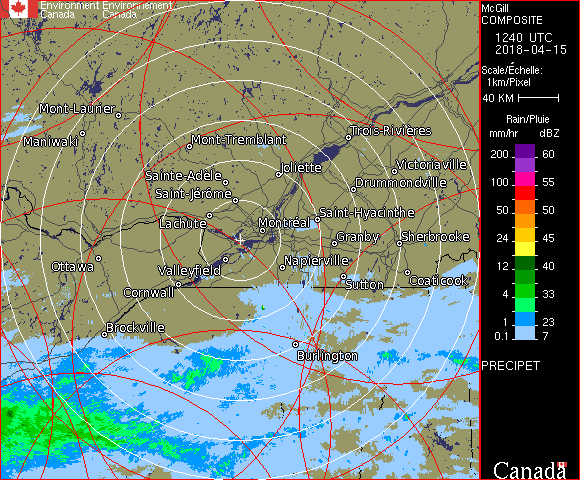 Environment Environnement
Canada Canada
McGill
COMPOSITE
1240 UTC
2018-04-15
Scale/Échelle:
1km/Pixel
40 KM
Rain/Pluie
mm/hr dBZ
200 60
100 55
50 50
24 45
12 40
4 33
1 23
0.1 7
PRECIPET
Canada
Mont-Laurier
Maniwaki
Mont-Tremblant
Trois-Rivières
Sainte-Adèle
Joliette
Victoriaville
Saint-Jérôme
Drummondville
Lachute
Montréal
Saint-Hyacinthe
Granby
Sherbrooke
Ottawa
Valleyfield
Napierville
Cornwall
Sutton
Coaticook
Brockville
Burlington